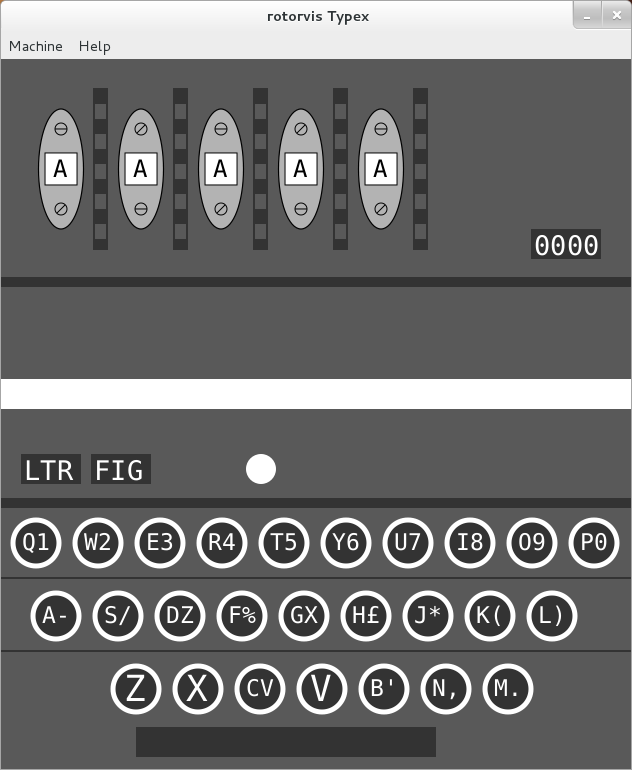 rotorvis Typex
Machine Help
A A A A A
0000
LTR FIG
Q1 W2 E3 R4 T5 Y6 U7 I8 O9 P0
A- S/ DZ F% GX H£ J* K( L)
Z X CV V B' N, M.